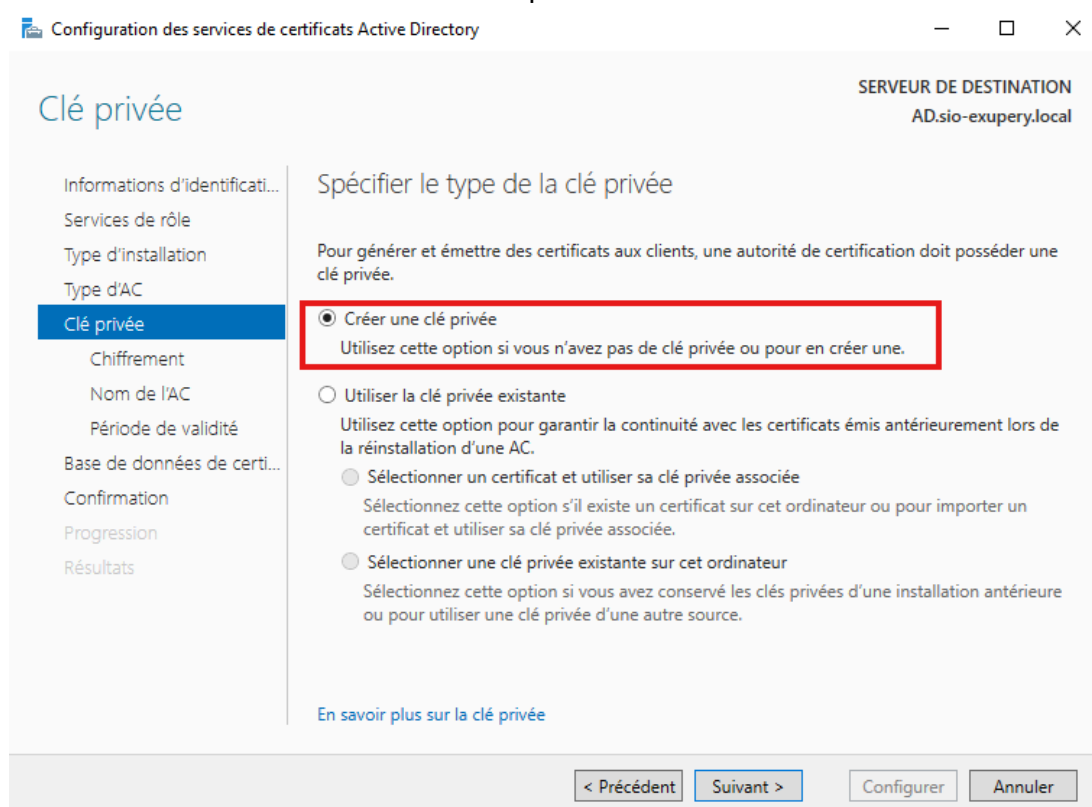 Configuration des services de certificats Active Directory
Clé privée
SERVEUR DE DESTINATION
AD.sio-exupery.local
Informations d'identificati...
Services de rôle
Type d'installation
Type d'AC
Clé privée
Chiffrement
Nom de l'AC
Période de validité
Base de données de certi...
Confirmation
Progression
Résultats
Spécifier le type de la clé privée
Pour générer et émettre des certificats aux clients, une autorité de certification doit posséder une
clé privée.
Créer une clé privée
Utilisez cette option si vous n'avez pas de clé privée ou pour en créer une.
Utiliser la clé privée existante
Utilisez cette option pour garantir la continuité avec les certificats émis antérieurement lors de
la réinstallation d'une AC.
Sélectionner un certificat et utiliser sa clé privée associée
Sélectionnez cette option s'il existe un certificat sur cet ordinateur ou pour importer un
certificat et utiliser sa clé privée associée.
Sélectionner une clé privée existante sur cet ordinateur
Sélectionnez cette option si vous avez conservé les clés privées d'une installation antérieure
ou pour utiliser une clé privée d'une autre source.
En savoir plus sur la clé privée
< Précédent
Suivant >
Configurer
Annuler